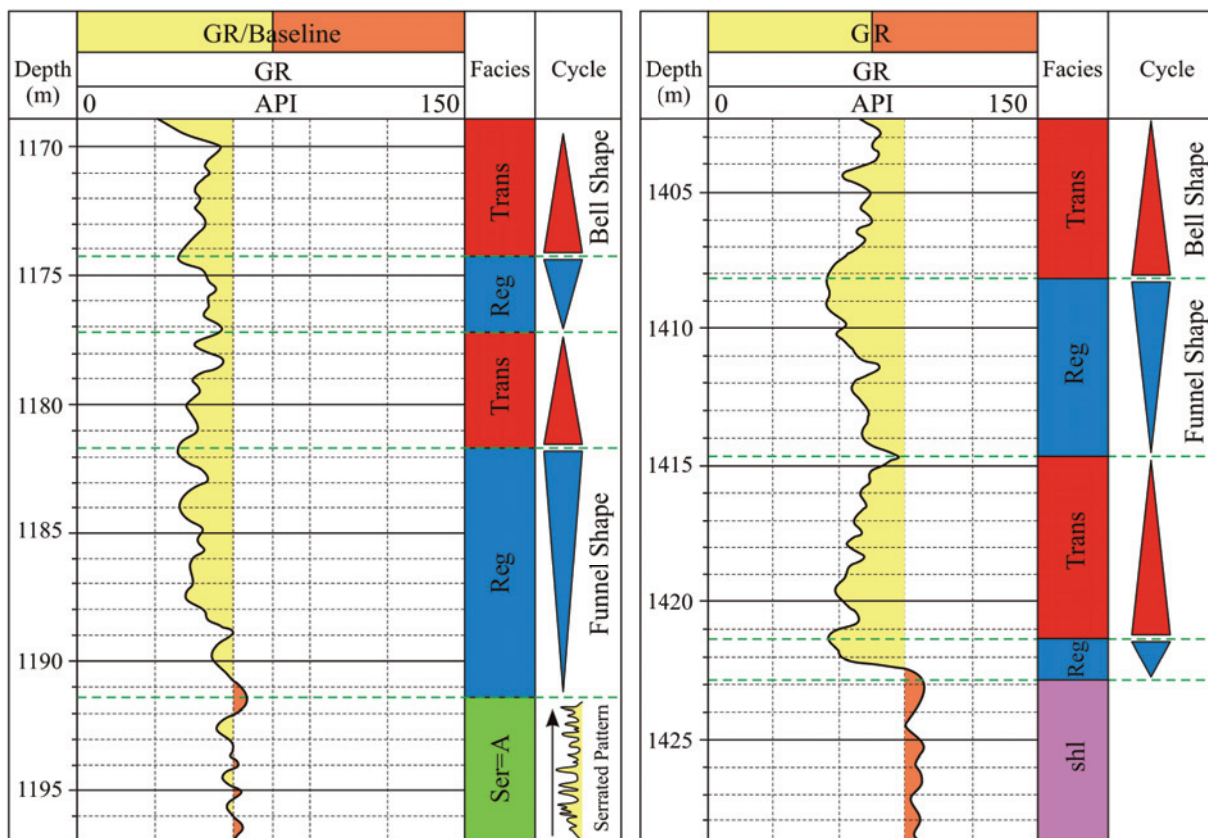 GR/Baseline
Depth
(m)
GR
Facies
Cycle
0
API
150
1170
1175
1180
1185
1190
1195
Trans
Reg
Trans
Reg
Ser=A
Bell Shape
Funnel Shape
Serrated Pattern
GR
Depth
(m)
GR
Facies
Cycle
0
API
150
1405
1410
1415
1420
1425
Trans
Reg
Trans
Reg
shl
Bell Shape
Funnel Shape